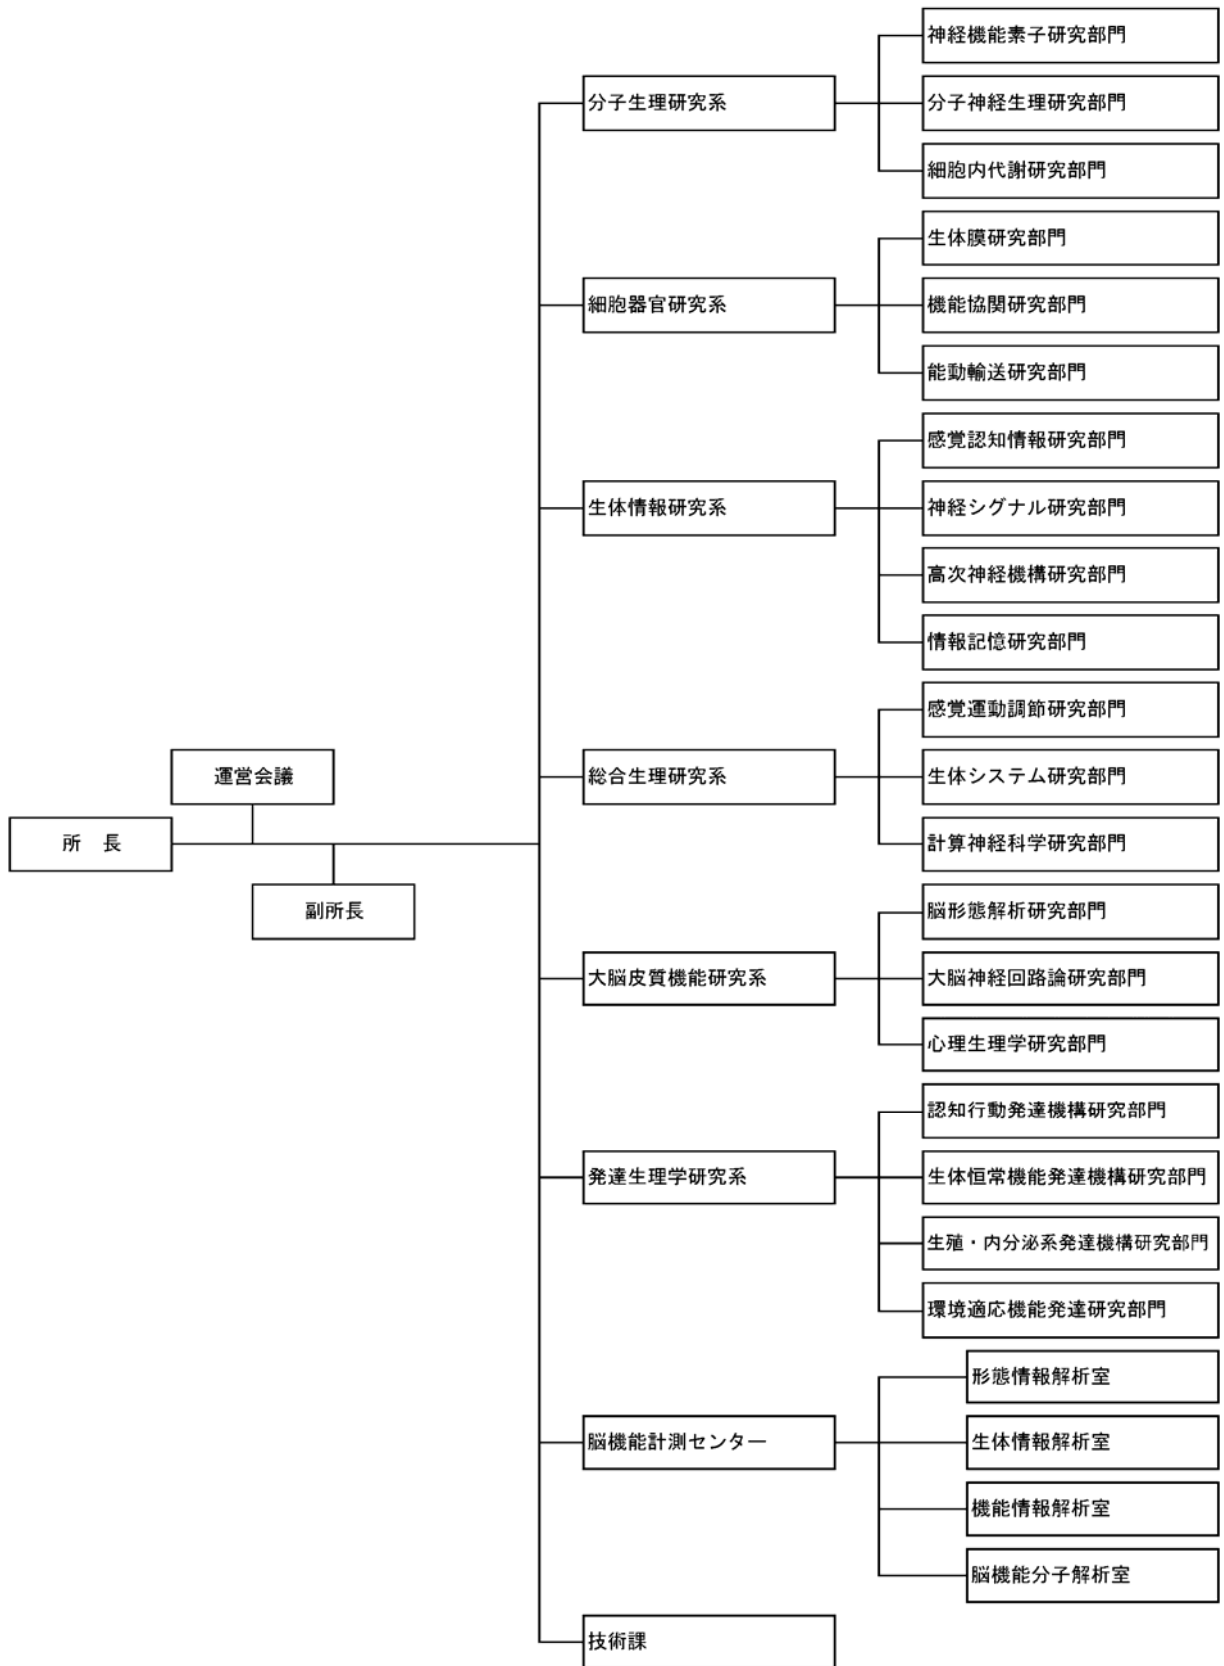 所　長
運営会議
副所長
分子生理研究系
神経機能素子研究部門
分子神経生理研究部門
細胞内代謝研究部門
細胞器官研究系
生体膜研究部門
機能協関研究部門
能動輸送研究部門
生体情報研究系
感覚認知情報研究部門
神経シグナル研究部門
高次神経機構研究部門
情報記憶研究部門
総合生理研究系
感覚運動調節研究部門
生体システム研究部門
計算神経科学研究部門
大脳皮質機能研究系
脳形態解析研究部門
大脳神経回路論研究部門
心理生理学研究部門
発達生理学研究系
認知行動発達機構研究部門
生体恒常機能発達機構研究部門
生殖・内分泌系発達機構研究部門
環境適応機能発達研究部門
脳機能計測センター
形態情報解析室
生体情報解析室
機能情報解析室
脳機能分子解析室
技術課